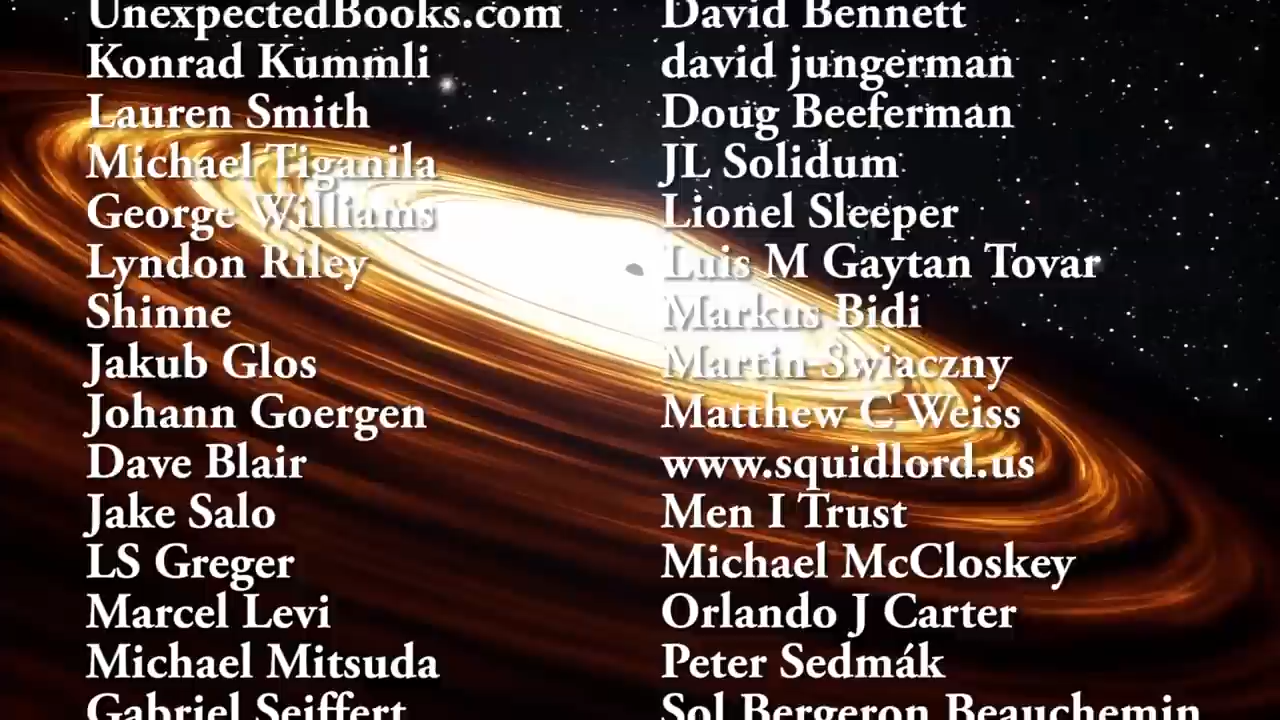 UnexpectedBooks.com
Konrad Kummli
Lauren Smith
Michael Tiganila
George Williams
Lyndon Riley
Shinne
Jakub Glos
Johann Goergen
Dave Blair
Jake Salo
LS Greger
Marcel Levi
Michael Mitsuda
Gabriel Seiffert
David Bennett
david jungerman
Doug Beeferman
JL Solidum
Lionel Sleeper
Luis M Gaytan Tovar
Markus Bidi
Martin Swiaczny
Matthew C Weiss
www.squidlord.us
Men I Trust
Michael McCloskey
Orlando J Carter
Peter Sedmák
Sol Bergeron Beauchemin